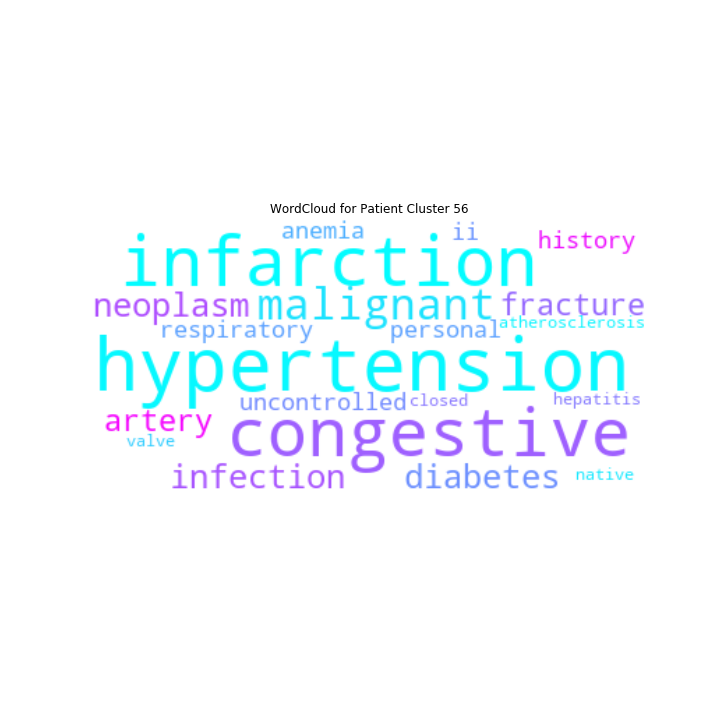 WordCloud for Patient Cluster 56
anemia ii history
infarction
neoplasm malignant fracture
respiratory personal atherosclerosis
hypertension
uncontrolled closed hepatitis
artery congestive
valve
infection diabetes native